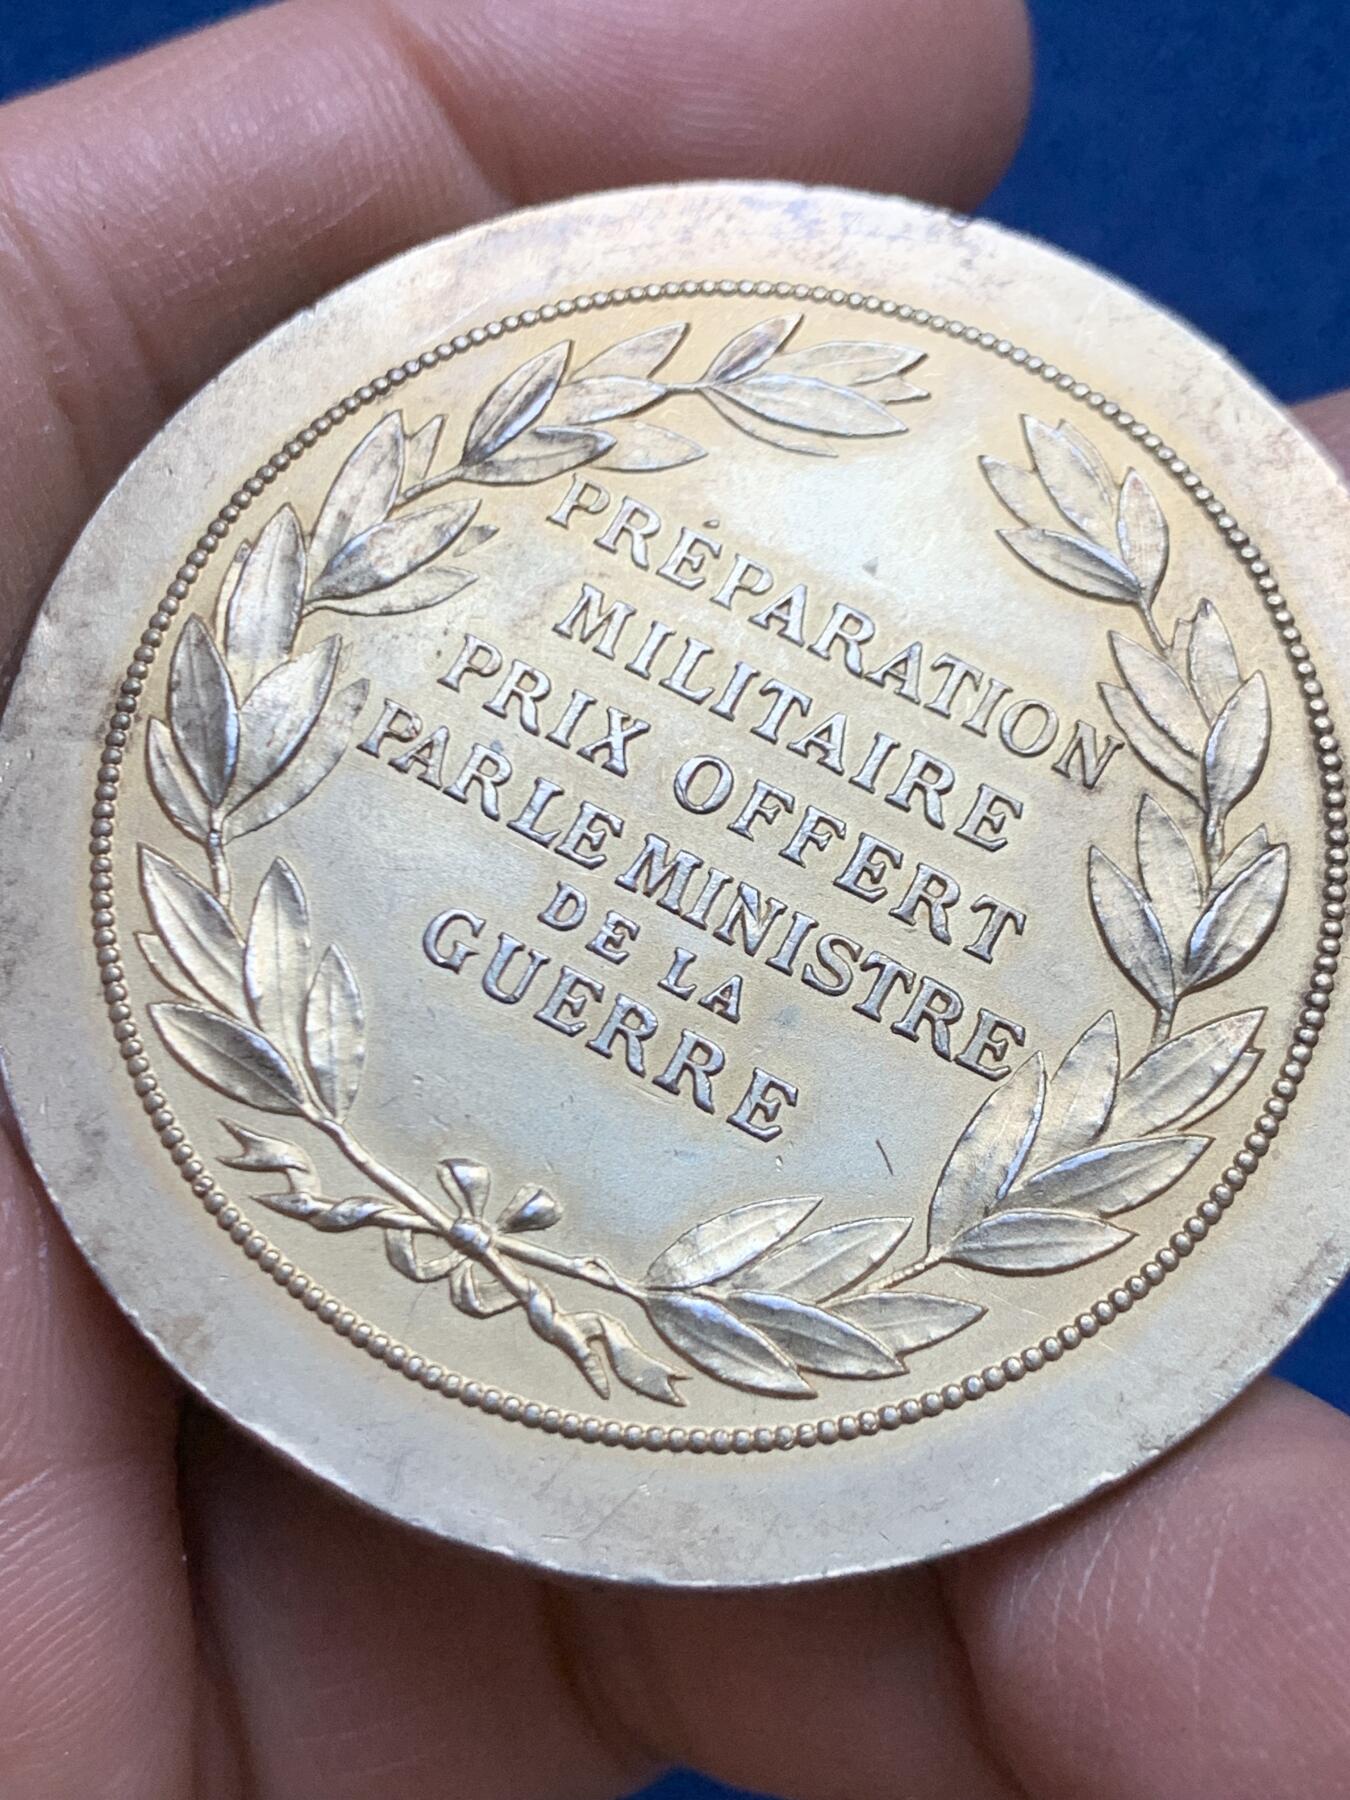 PRÉPARATION
MILITAIRE
PRIX OFFERT
PAR LE MINISTRE
DE LA
GUERRE